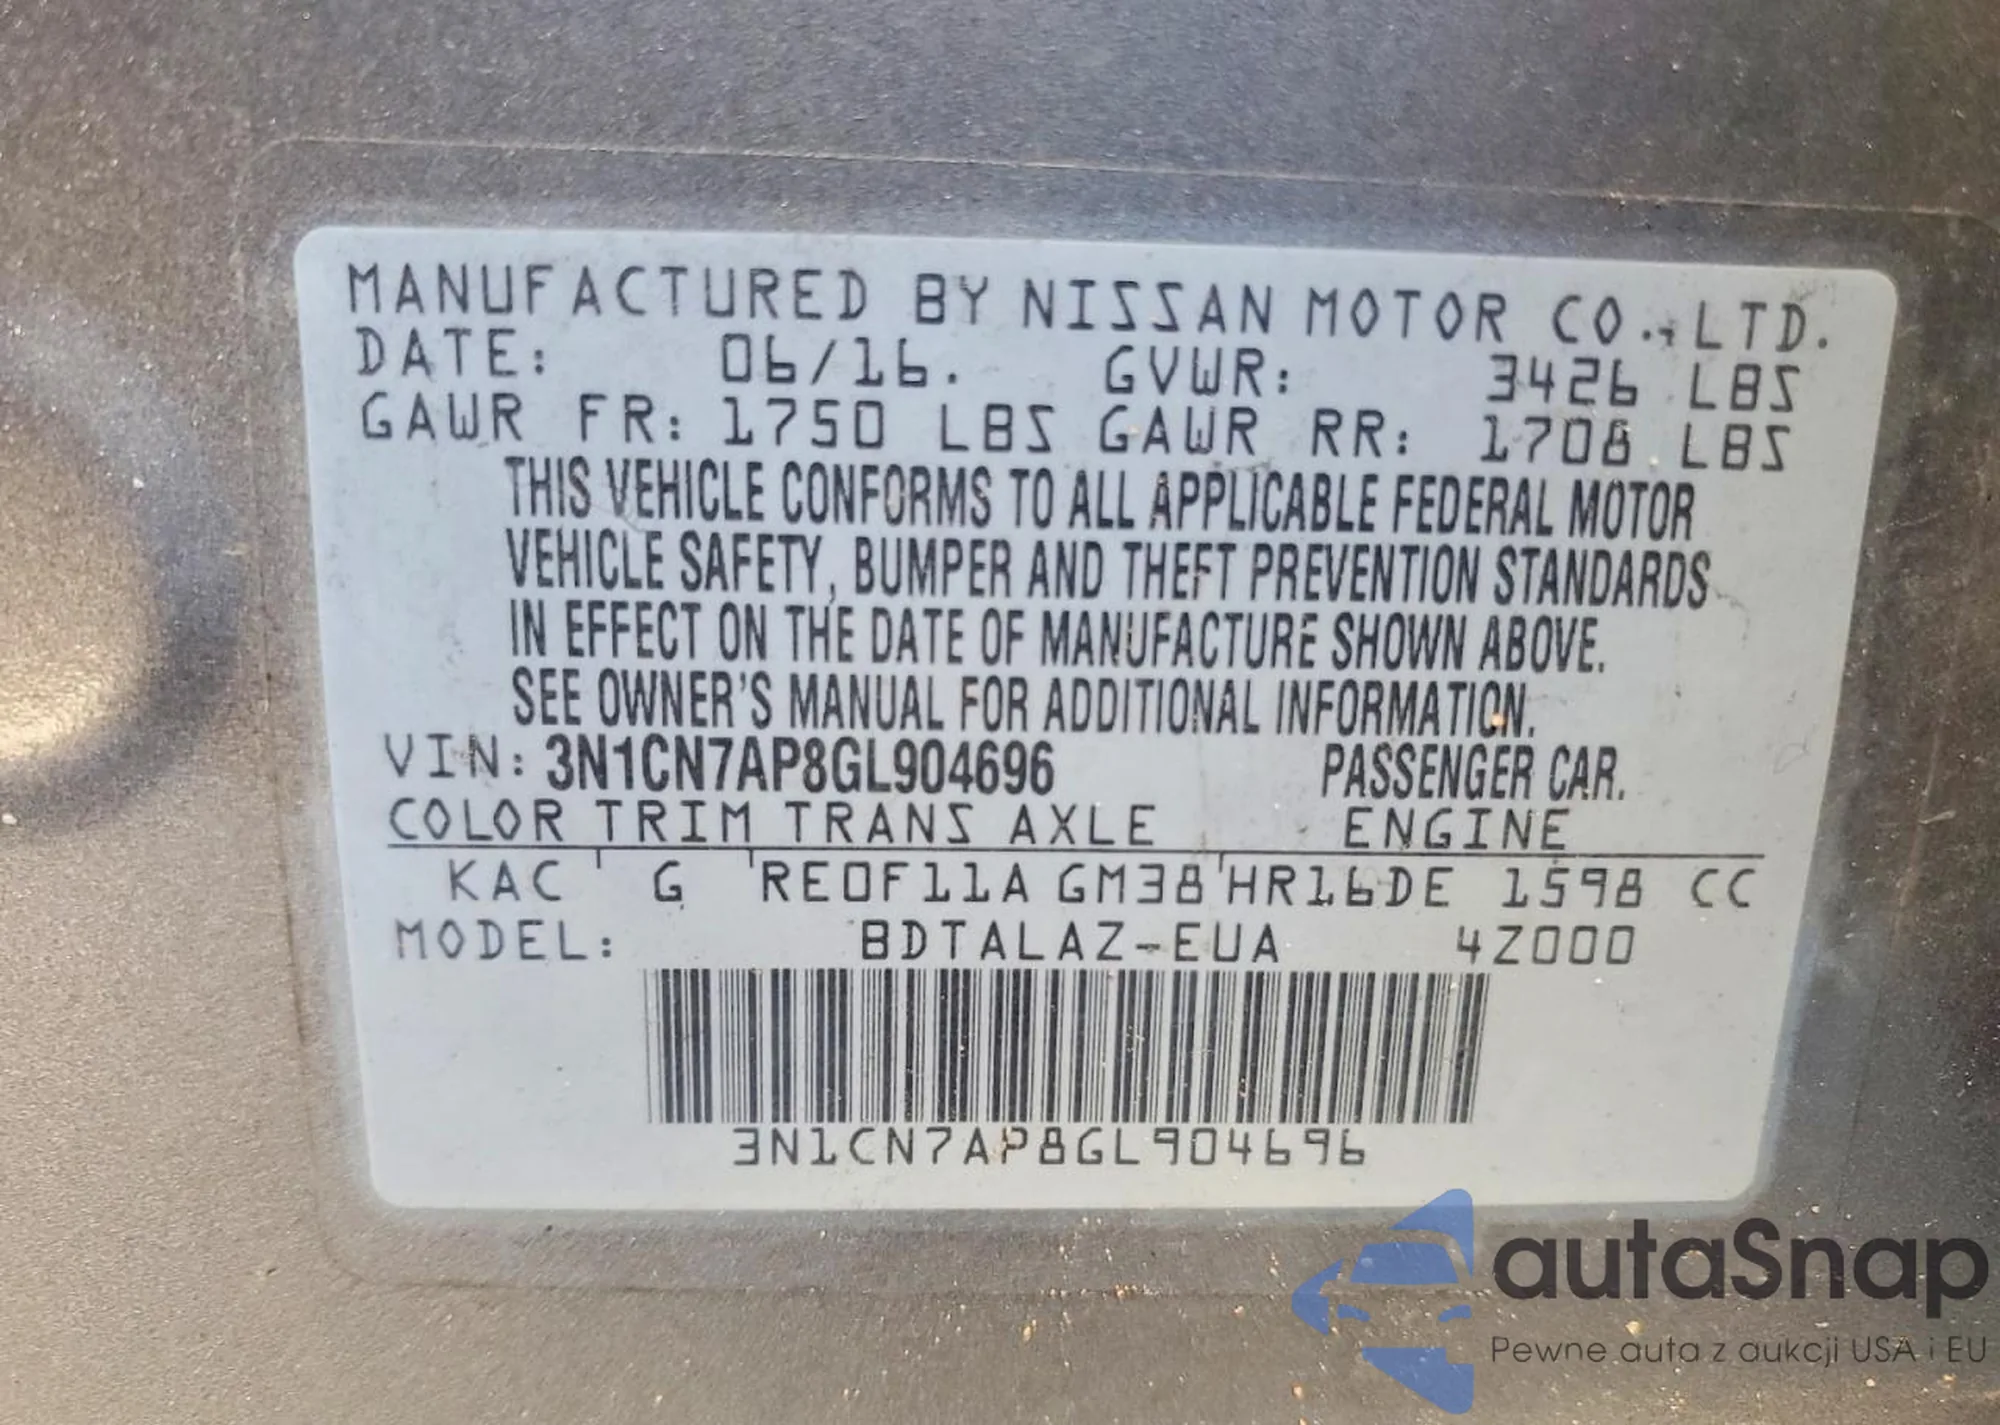 MANUFACTURED BY NISSAN MOTOR CO., LTD.
DATE: 06/16. GVWR: 3426 LBS
GAWR FR: 1750 LBS GAWR RR: 1708 LBS
THIS VEHICLE CONFORMS TO ALL APPLICABLE FEDERAL MOTOR
VEHICLE SAFETY, BUMPER AND THEFT PREVENTION STANDARDS
IN EFFECT ON THE DATE OF MANUFACTURE SHOWN ABOVE.
SEE OWNER'S MANUAL FOR ADDITIONAL INFORMATION.
VIN: 3N1CN7AP8GL904696 PASSENGER CAR.
COLOR TRIM TRANS AXLE ENGINE
KAC G RE0F11A GM38 HR16DE 1598 CC
MODEL: BDTALAZ-EUA 4Z000
3N1CN7AP8GL904696
autaSnap
Pewne auta z aukcji USA i EU